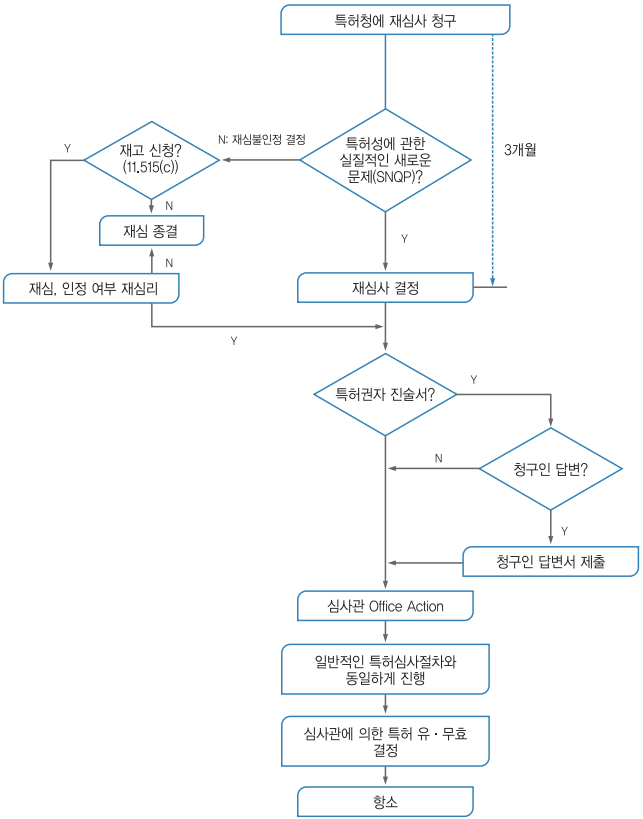 특허청에 재심사 청구
재고 신청?
(11.515(c))
Y
N: 재심불인정 결정
특허성에 관한
실질적인 새로운
문제(SNQP)?
3개월
N
재심 종결
Y
N
재심, 인정 여부 재심리
재심사 결정
Y
특허권자 진술서?
Y
N
청구인 답변?
Y
청구인 답변서 제출
심사관 Office Action
일반적인 특허심사절차와
동일하게 진행
심사관에 의한 특허 유 · 무효
결정
항소